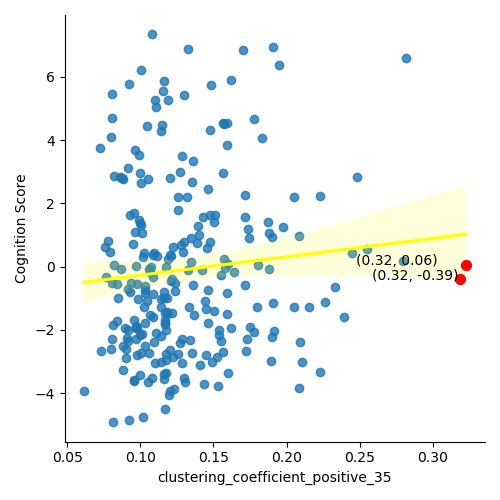 6
4
2
0
−2
−4
Cognition Score
(0.32, 0.06)
(0.32, -0.39)
0.05 0.10 0.15 0.20 0.25 0.30
clustering_coefficient_positive_35